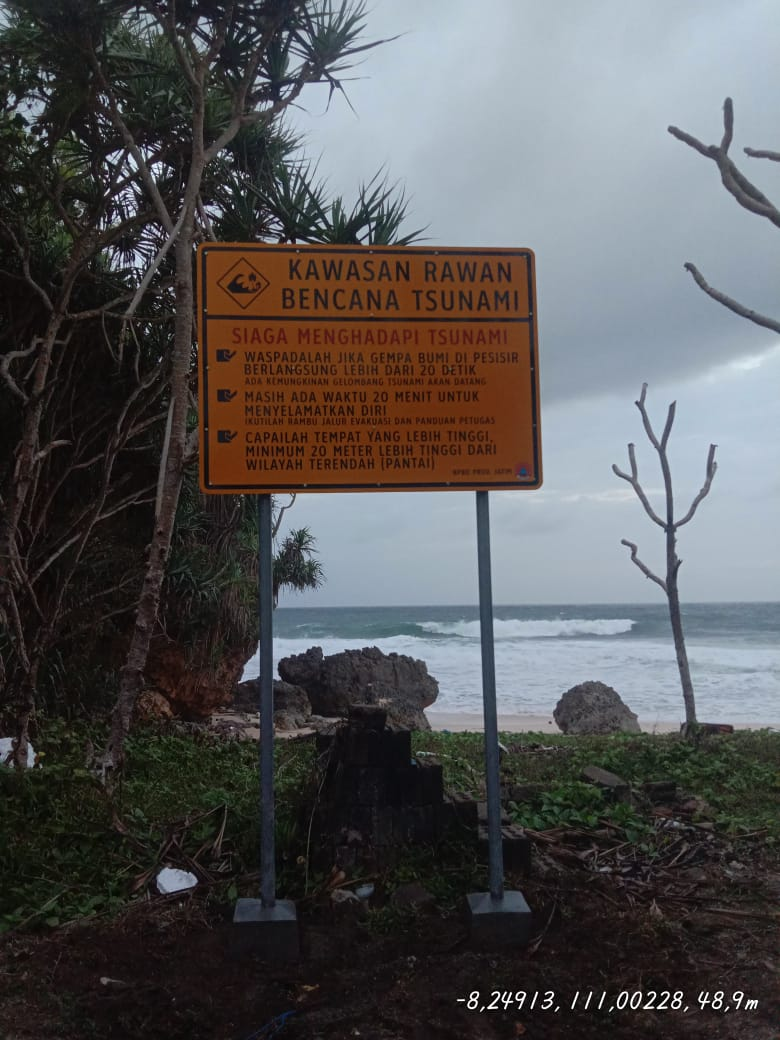 KAWASAN RAWAN
BENCANA TSUNAMI
SIAGA MENGHADAPI TSUNAMI
WASPADALAH JIKA GEMPA BUMI DI PESISIR
BERLANGSUNG LEBIH DARI 20 DETIK
ADA KEMUNGKINAN GELOMBANG TSUNAMI AKAN DATANG
MASIH ADA WAKTU 20 MENIT UNTUK
MENYELAMATKAN DIRI
IKUTILAH RAMBU JALUR EVAKUASI DAN PANDUAN PETUGAS
CAPAILAH TEMPAT YANG LEBIH TINGGI,
MINIMUM 20 METER LEBIH TINGGI DARI
WILAYAH TERENDAH (PANTAI)
BPBD PROV. JATIM
-8,24913, 111,00228, 48,9m